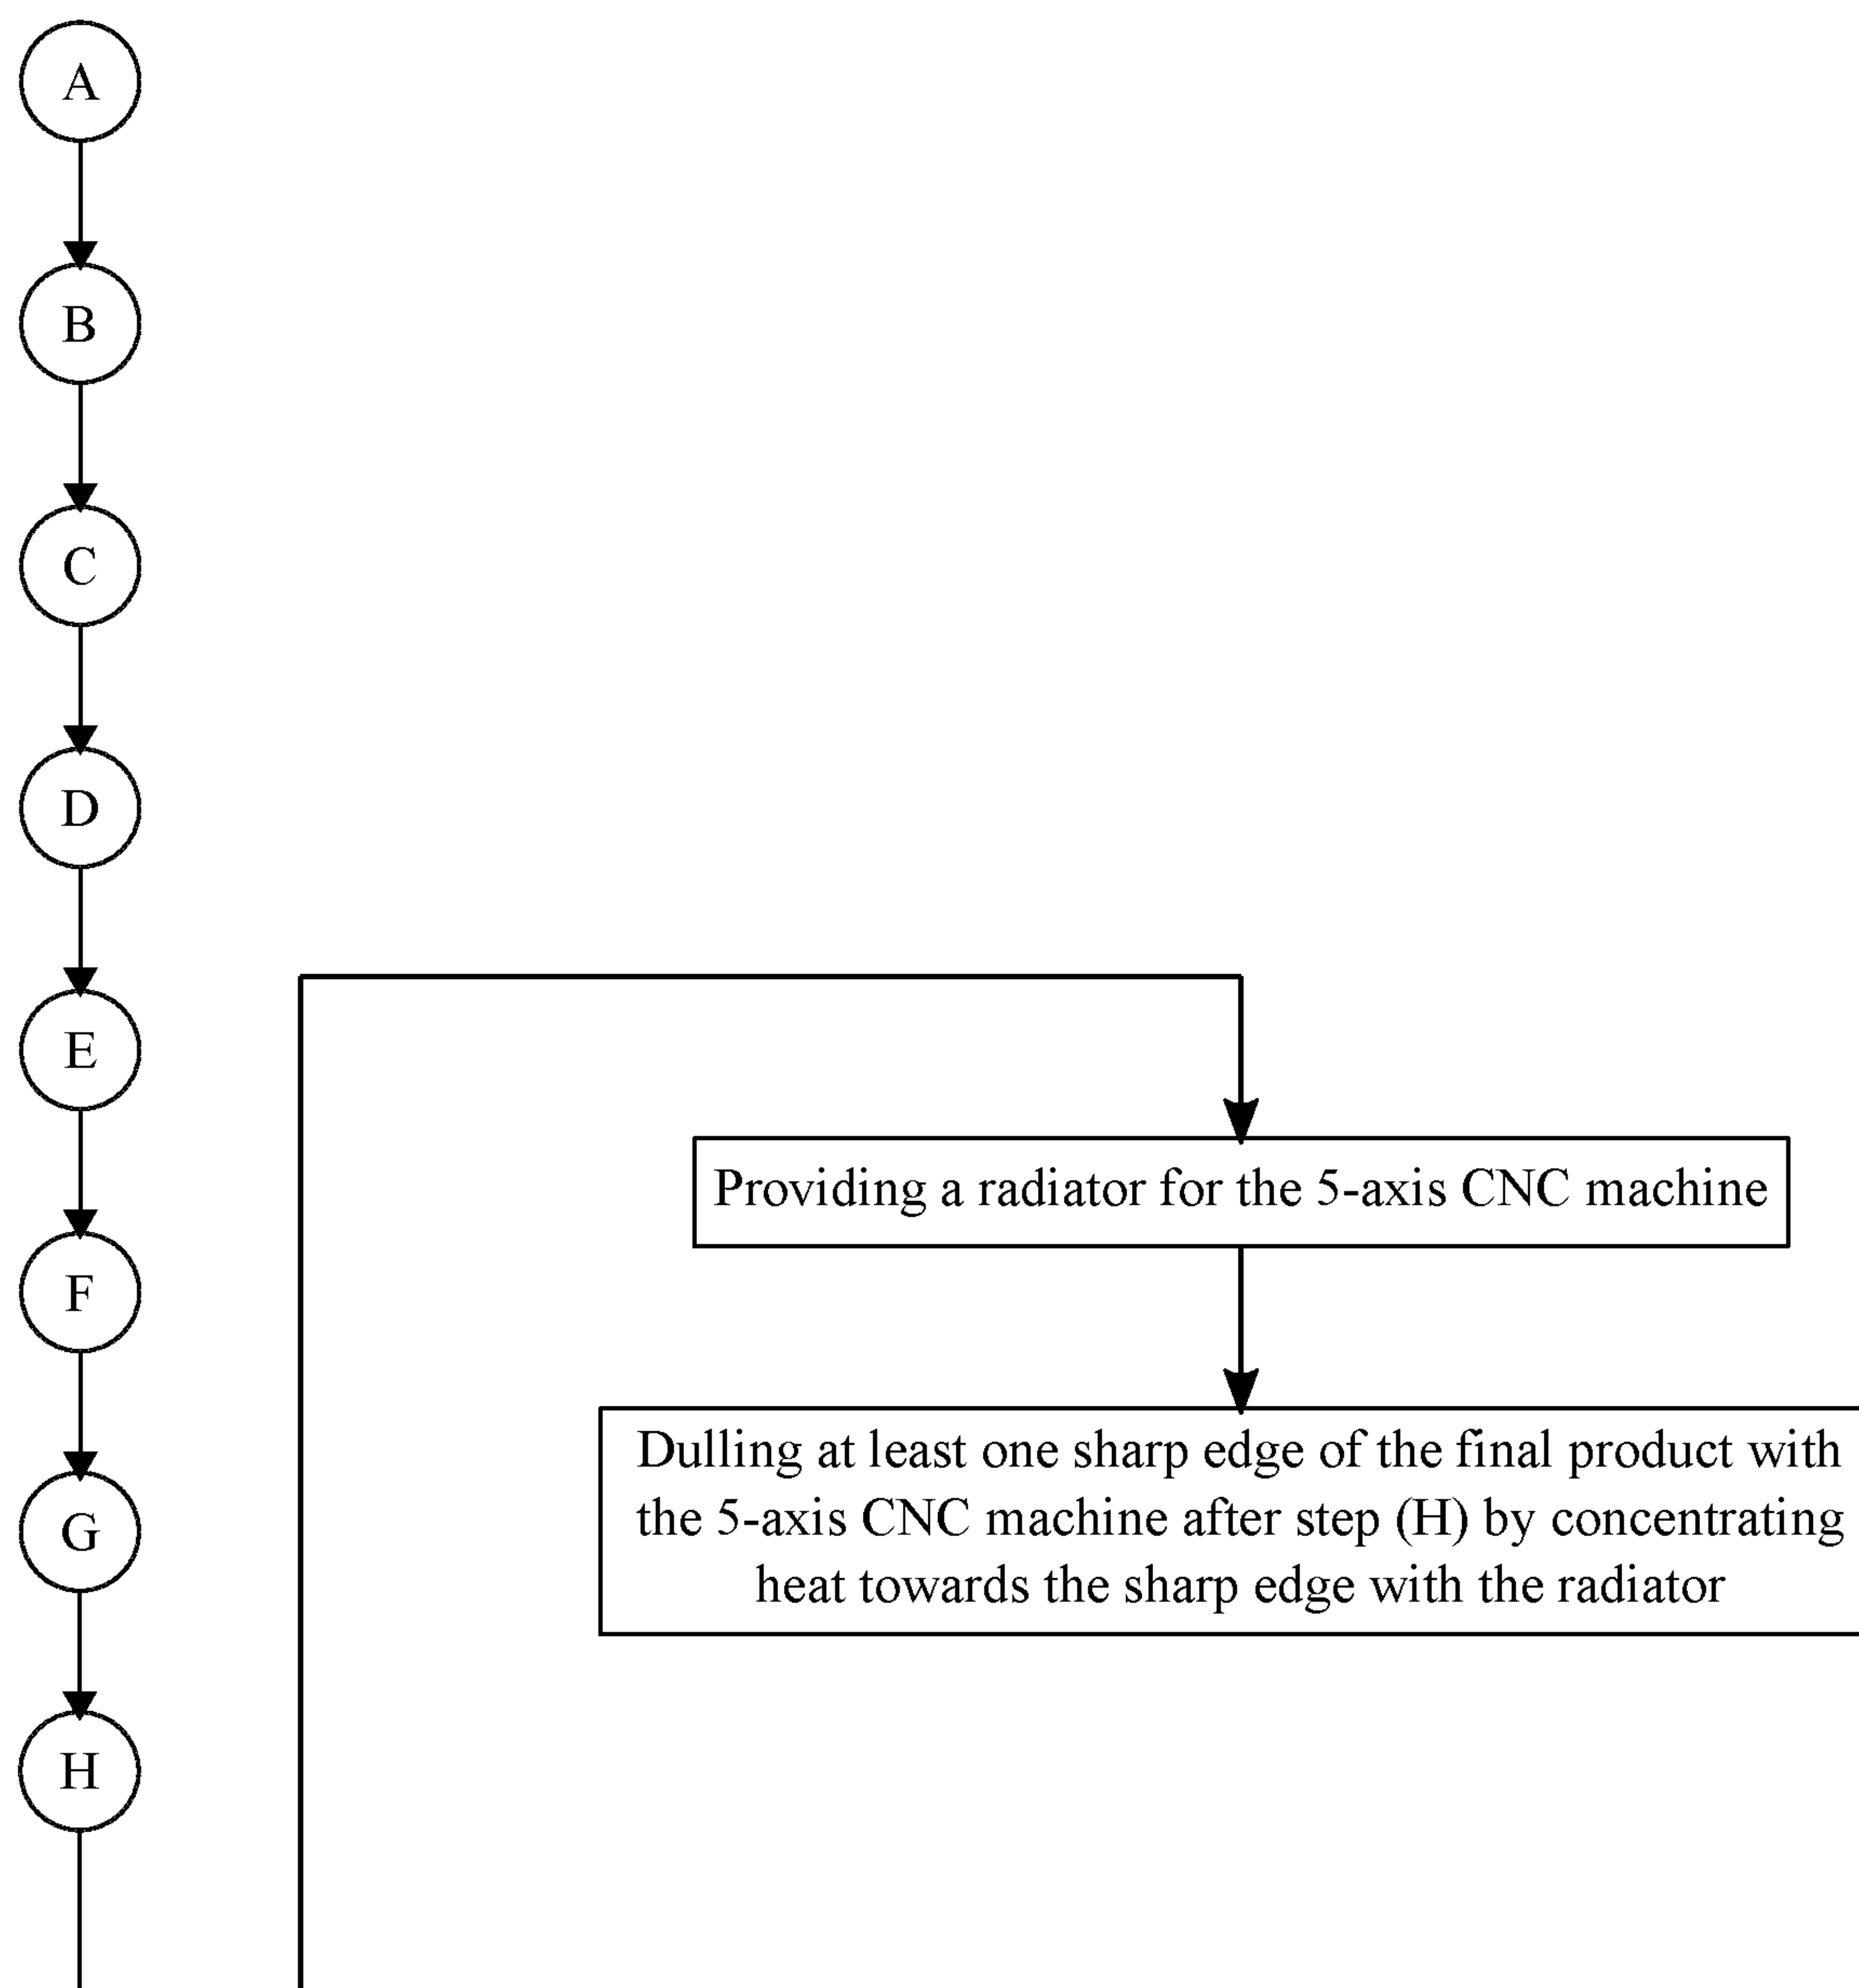 A
B
C
D
E
F
G
H
Providing a radiator for the 5-axis CNC machine
Dulling at least one sharp edge of the final product with
the 5-axis CNC machine after step (H) by concentrating
heat towards the sharp edge with the radiator